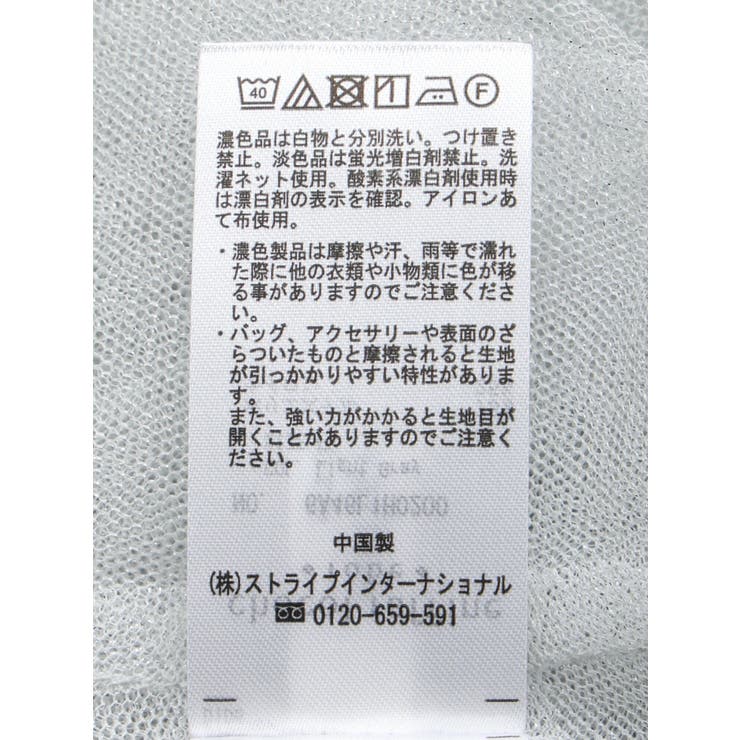 40 F
濃色品は白物と分別洗い。つけ置き
禁止。淡色品は蛍光増白剤禁止。洗
濯ネット使用。酸素系漂白剤使用時
は漂白剤の表示を確認。アイロンあ
て布使用。
・濃色製品は摩擦や汗、雨等で濡れ
た際に他の衣類や小物類に色が移
る事がありますのでご注意くださ
い。
・バッグ、アクセサリーや表面のざ
らついたものと摩擦されると生地
が引っかかりやすい特性がありま
す。
また、強い力がかかると生地目が
開くことがありますのでご注意く
ださい。
Light Gray
NO. 6A46L1H0200
中国製
(株)ストライプインターナショナル
0120-659-591